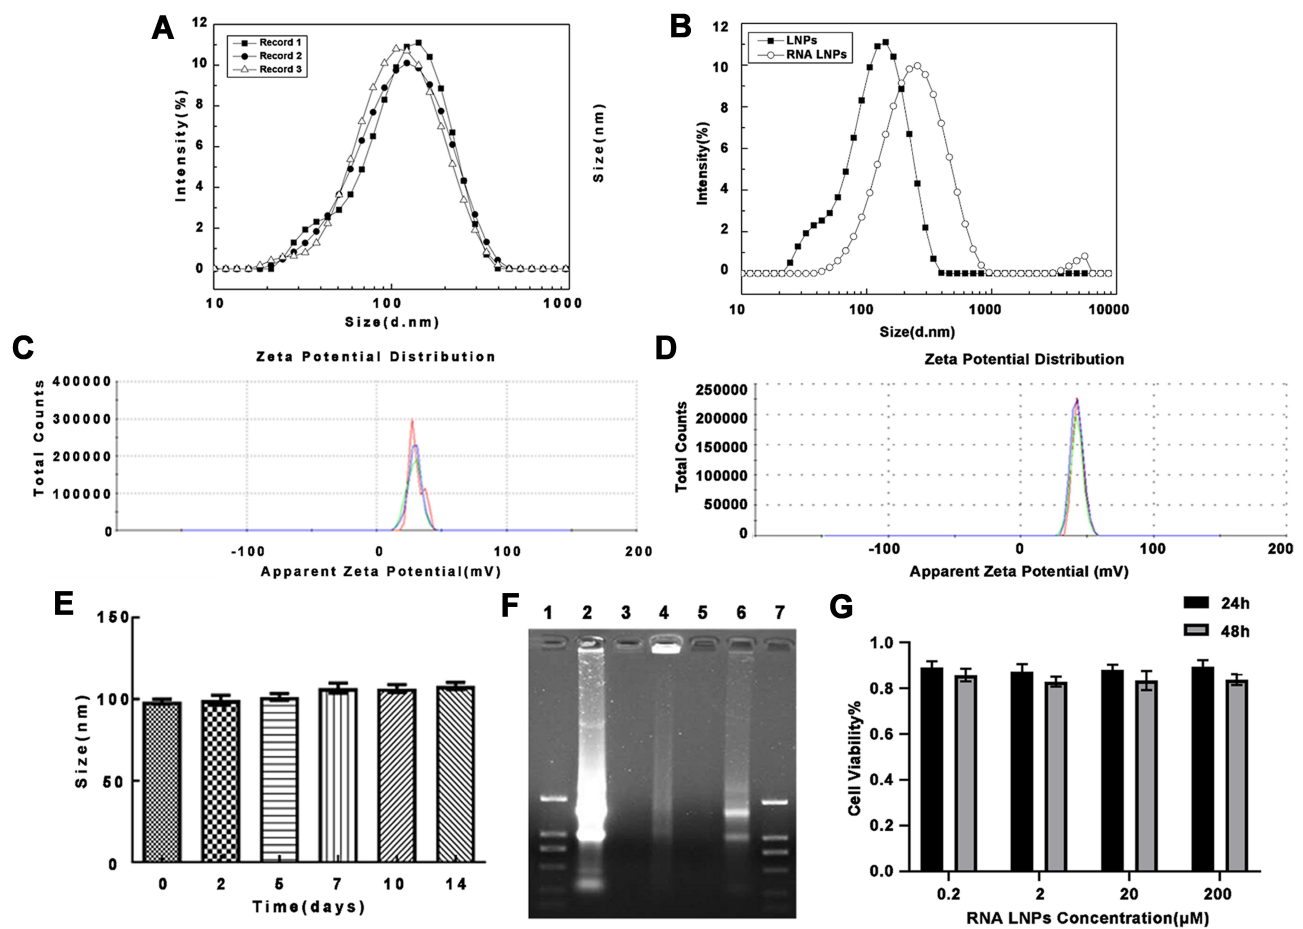 A
12
10
8
6
4
2
0
Intensity(%)
Record 1
Record 2
Record 3
10
100
1000
Size(d.nm)
Size(nm)
B
12
10
8
6
4
2
0
Intensity(%)
LNPs
RNA LNPs
10
100
1000
10000
Size(d.nm)
C
Zeta Potential Distribution
400000
300000
200000
100000
0
Total Counts
-100
0
100
200
Apparent Zeta Potential(mV)
D
Zeta Potential Distribution
250000
200000
150000
100000
50000
0
Total Counts
-100
0
100
200
Apparent Zeta Potential (mV)
E
150
100
50
0
Size(nm)
0
2
5
7
10
14
Time(days)
F
1 2 3 4 5 6 7
G
24h
48h
1.0
0.8
0.6
0.4
0.2
0.0
Cell Viability%
0.2
2
20
200
RNA LNPs Concentration(μM)